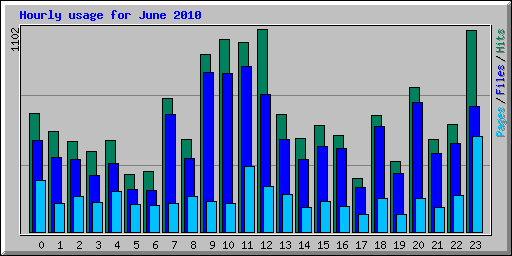 Hourly usage for June 2010
1102
Pages/Files/Hits
0 1 2 3 4 5 6 7 8 9 10 11 12 13 14 15 16 17 18 19 20 21 22 23